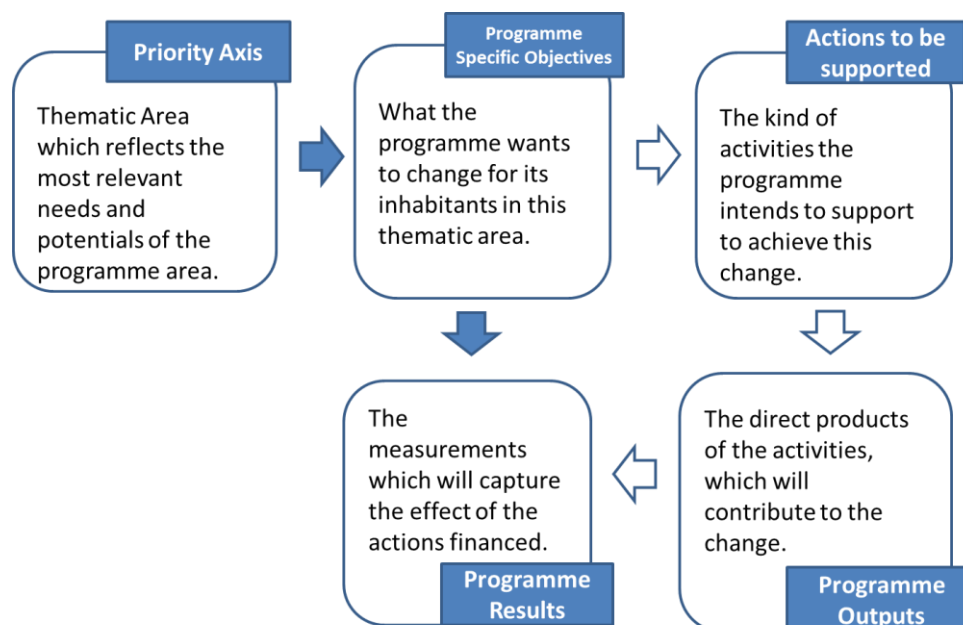 Priority Axis
Thematic Area
which reflects the
most relevant
needs and
potentials of the
programme area.
Programme
Specific Objectives
What the
programme wants
to change for its
inhabitants in this
thematic area.
Actions to be
supported
The kind of
activities the
programme
intends to support
to achieve this
change.
The
measurements
which will capture
the effect of the
actions financed.
Programme
Results
The direct products
of the activities,
which will
contribute to the
change.
Programme
Outputs